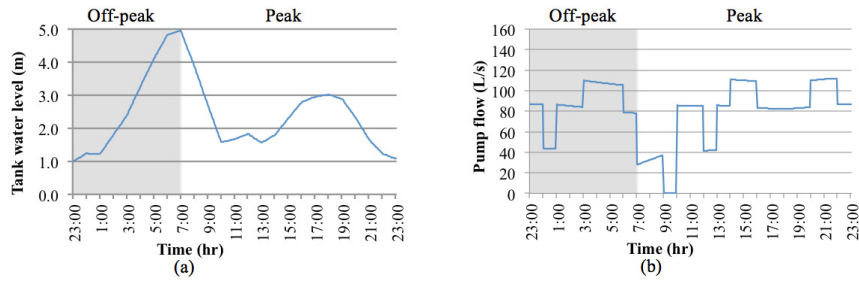 Off-peak Peak
Tank water level (m)
5.0
4.0
3.0
2.0
1.0
0.0
23:00 1:00 3:00 5:00 7:00 9:00 11:00 13:00 15:00 17:00 19:00 21:00 23:00
Time (hr)
(a)
Off-peak Peak
Pump flow (L/s)
160
140
120
100
80
60
40
20
0
23:00 1:00 3:00 5:00 7:00 9:00 11:00 13:00 15:00 17:00 19:00 21:00 23:00
Time (hr)
(b)